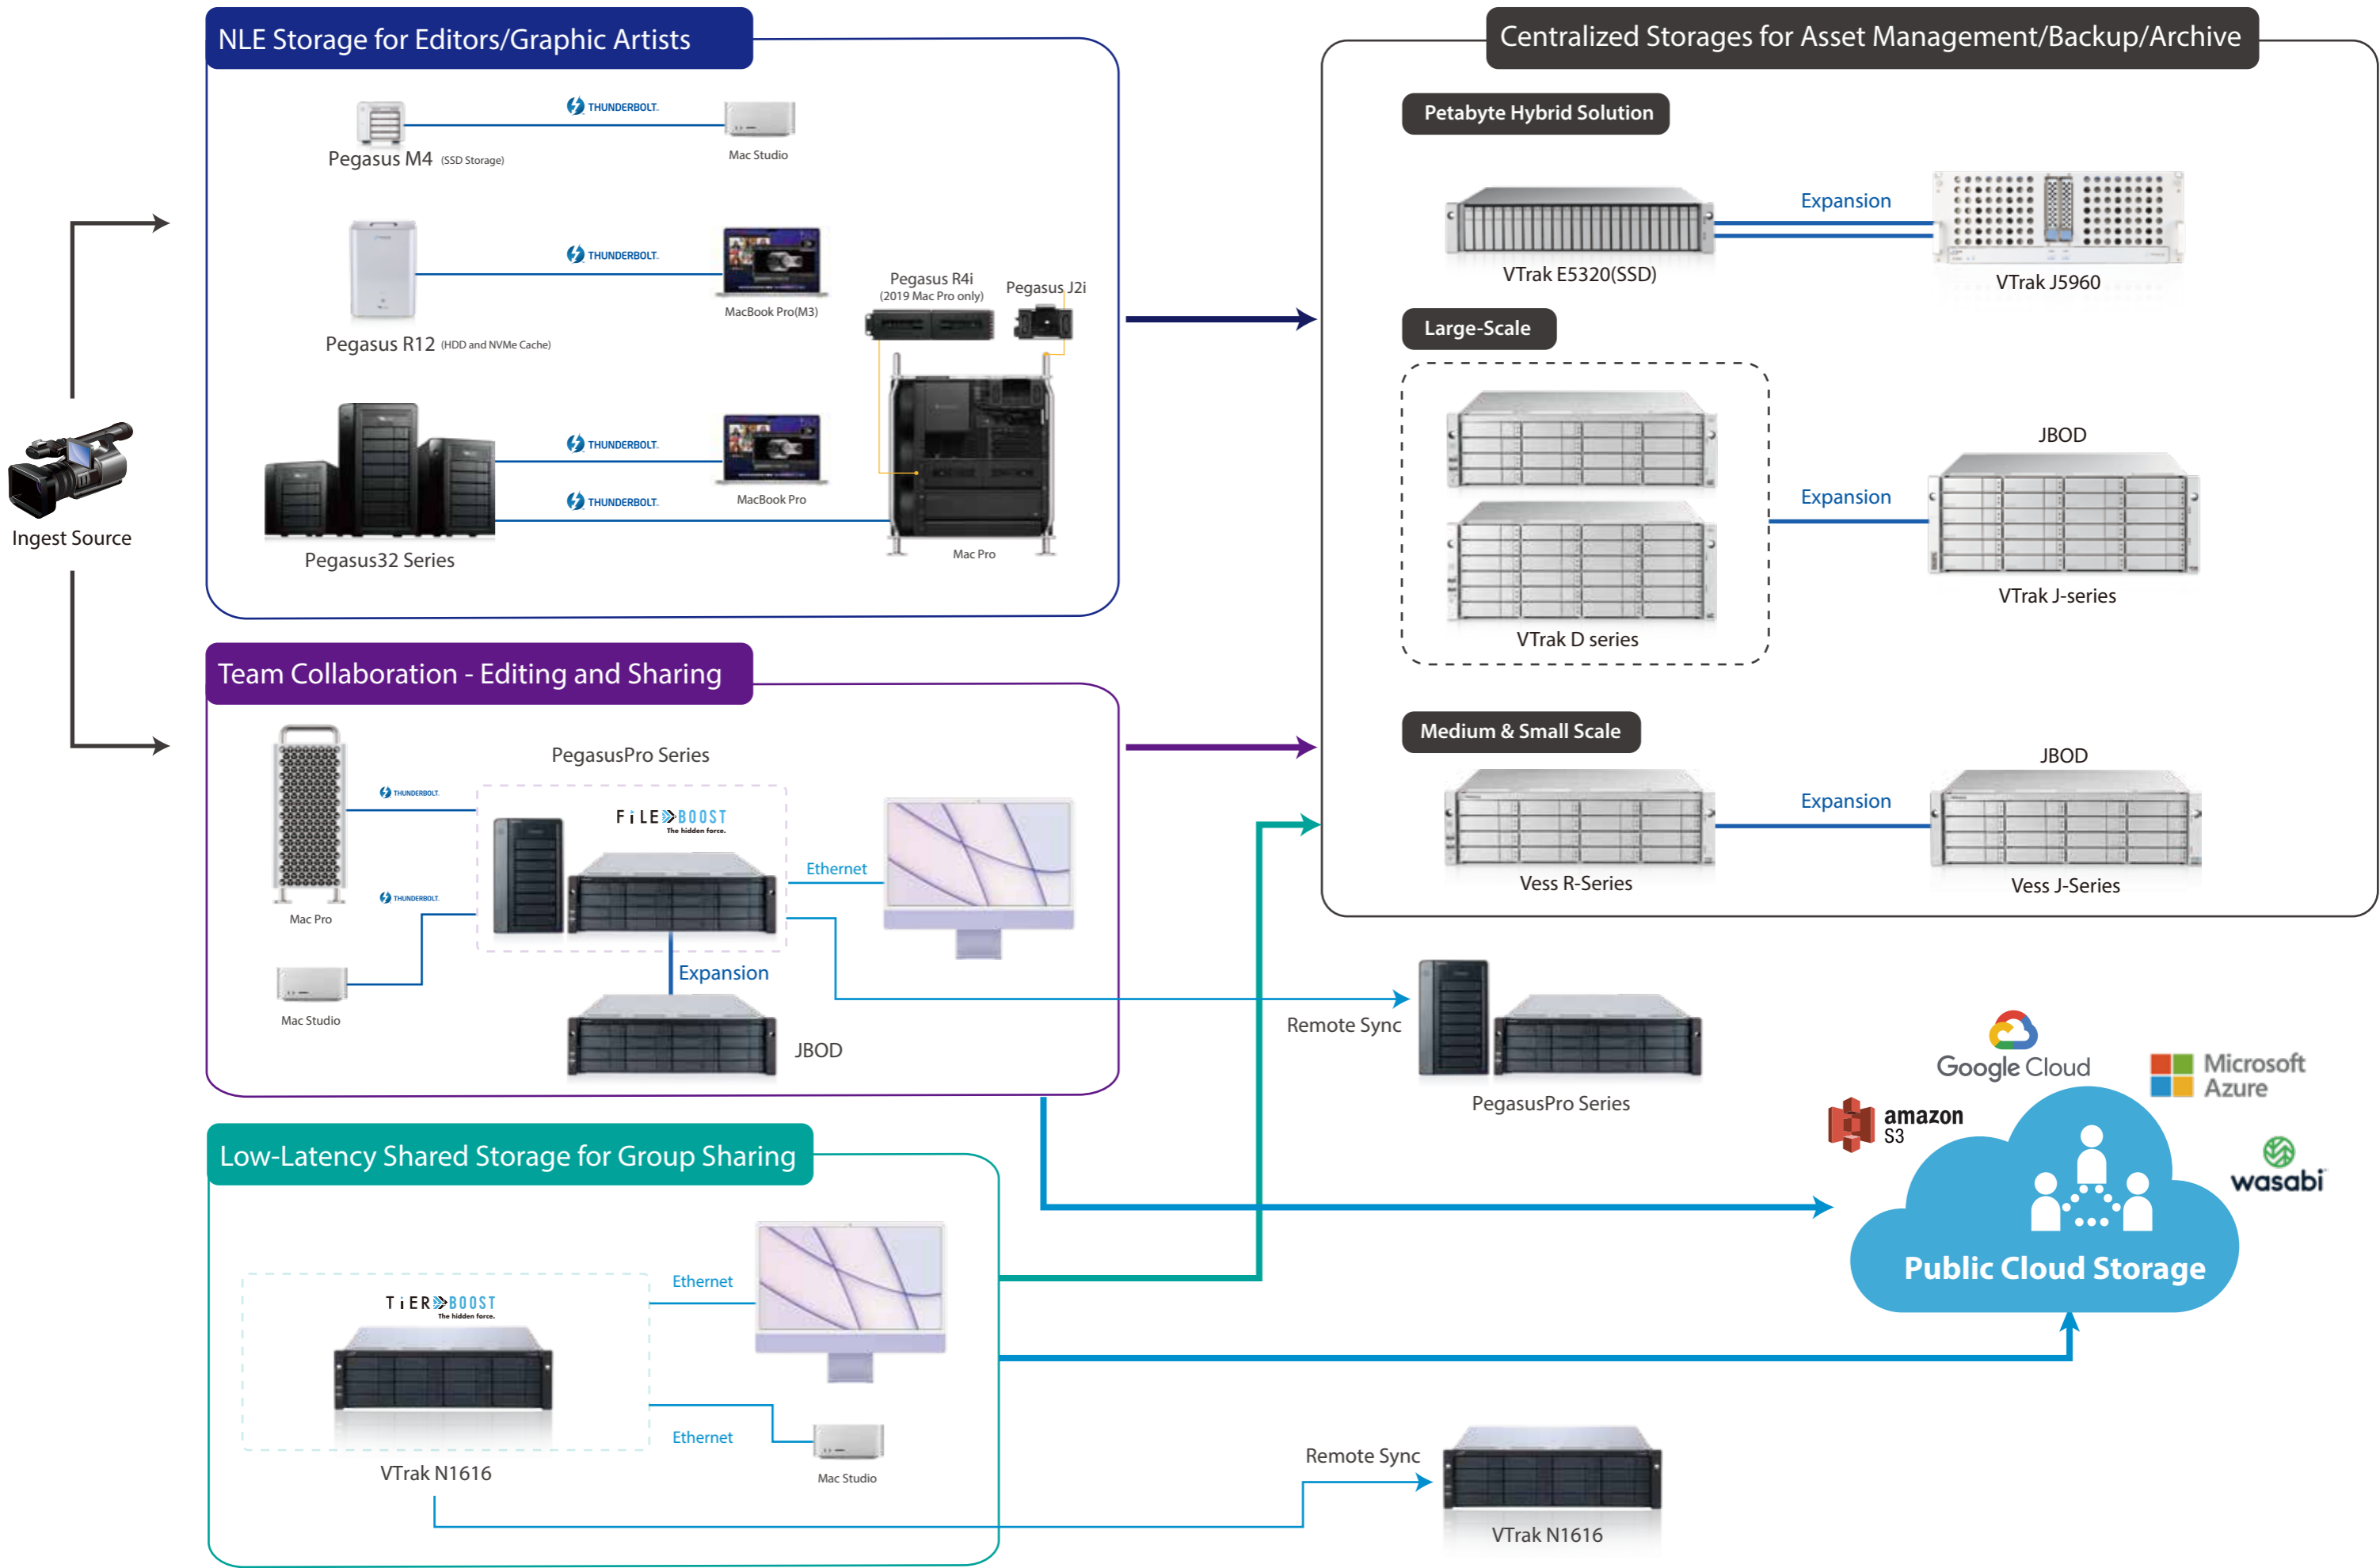 NLE Storage for Editors/Graphic Artists
THUNDERBOLT.
Pegasus M4 (SSD Storage)
Mac Studio
THUNDERBOLT.
Pegasus R12 (HDD and NVMe Cache)
MacBook Pro(M3)
Pegasus R4i
(2019 Mac Pro only)
Pegasus J2i
THUNDERBOLT.
MacBook Pro
THUNDERBOLT.
Pegasus32 Series
Mac Pro
Ingest Source
Team Collaboration - Editing and Sharing
PegasusPro Series
THUNDERBOLT.
FiLE BOOST
The hidden force.
Ethernet
THUNDERBOLT.
Mac Pro
Expansion
Mac Studio
JBOD
Low-Latency Shared Storage for Group Sharing
TiER BOOST
The hidden force.
Ethernet
Ethernet
VTrak N1616
Mac Studio
Centralized Storages for Asset Management/Backup/Archive
Petabyte Hybrid Solution
Expansion
VTrak E5320(SSD)
VTrak J5960
Large-Scale
JBOD
Expansion
VTrak D series
VTrak J-series
Medium & Small Scale
JBOD
Expansion
Vess R-Series
Vess J-Series
Remote Sync
PegasusPro Series
Google Cloud
Microsoft
Azure
amazon
S3
wasabi
Public Cloud Storage
Remote Sync
VTrak N1616